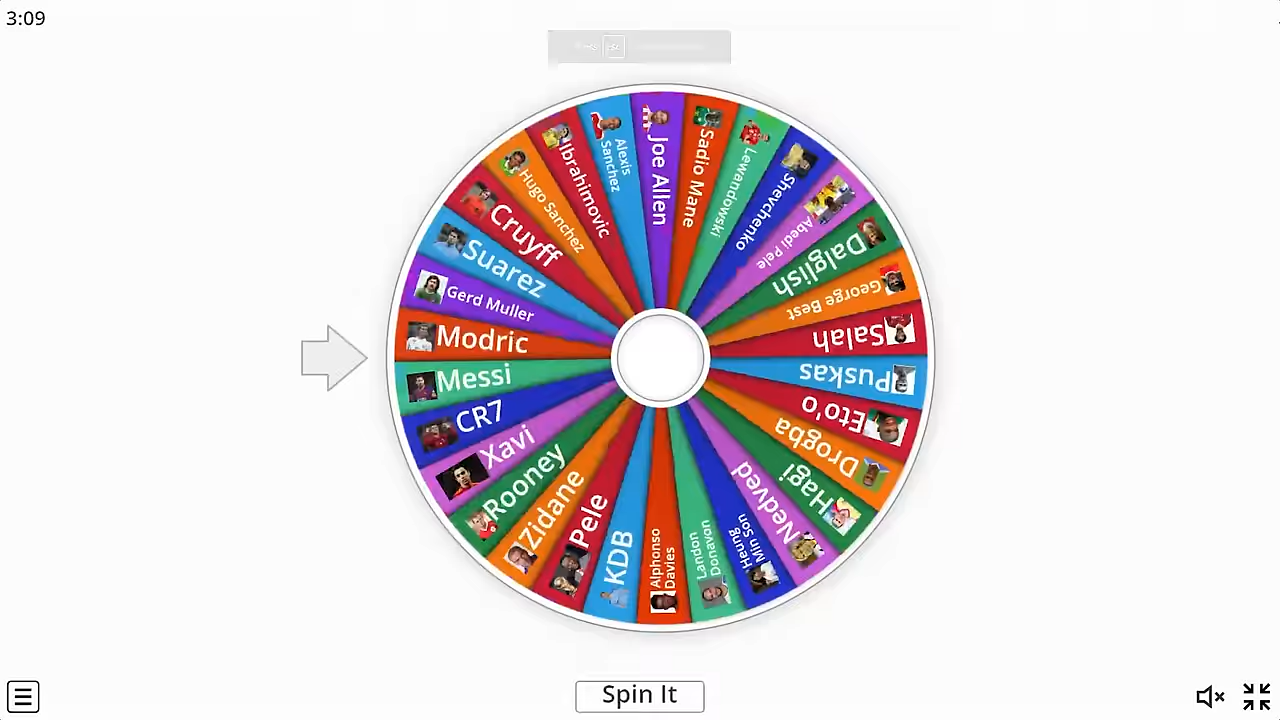 3:09
Joe Allen
Sadio Mane
Lewandowski
Shevchenko
Abedi Pele
Dalglish
George Best
Salah
Puskas
Eto'o
Drogba
Hagi
Nedved
Heung
Min Son
Landon
Donavon
Alphonso
Davies
KDB
Pele
Zidane
Rooney
Xavi
CR7
Messi
Modric
Gerd Muller
Suarez
Cruyff
Hugo Sanchez
Ibrahimovic
Alexis
Sanchez
Spin It